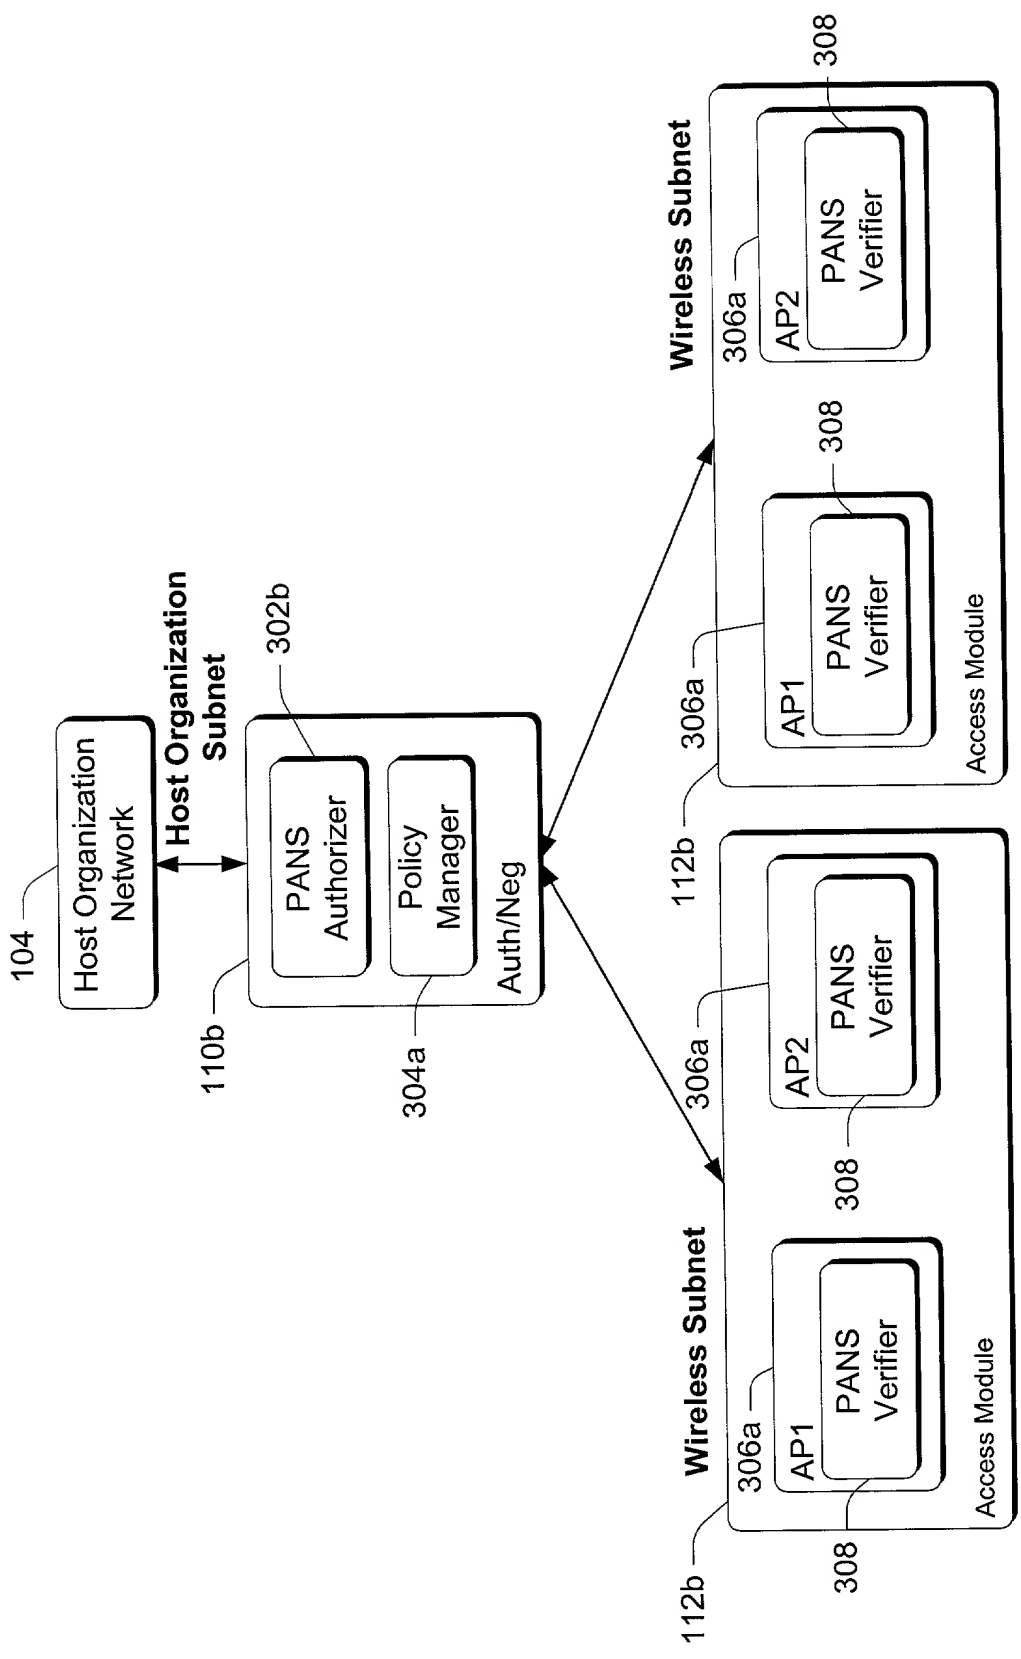 104
Host Organization
Network
Host Organization
Subnet
110b
302b
PANS
Authorizer
Policy
Manager
304a
Auth/Neg
Wireless Subnet
112b
306a
AP1
PANS
Verifier
308
306a
AP2
PANS
Verifier
308
Access Module
Wireless Subnet
112b
306a
AP1
PANS
Verifier
308
306a
AP2
PANS
Verifier
308
Access Module